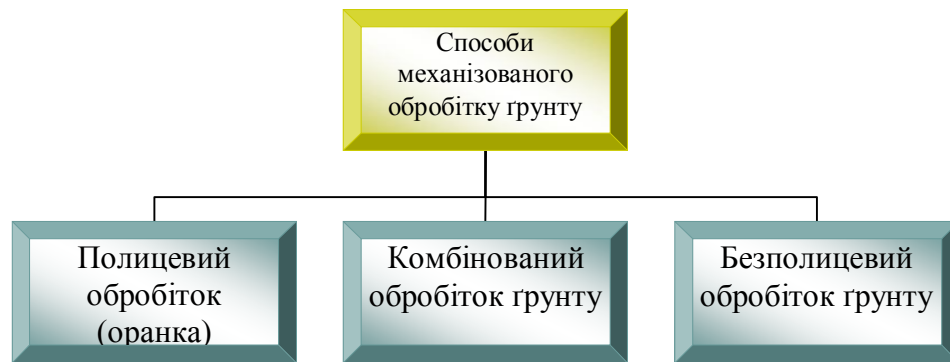 Способи
механізованого
обробітку ґрунту
Полицевий
обробіток
(оранка)
Комбінований
обробіток ґрунту
Безполицевий
обробіток ґрунту